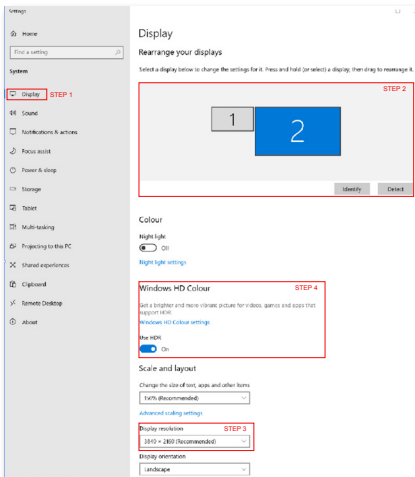 Settings
Home
Find a setting
System
Display STEP 1
Sound
Notifications & actions
Focus assist
Power & sleep
Storage
Tablet
Multi-tasking
Projecting to this PC
Shared experiences
Clipboard
Remote Desktop
About
Display
Rearrange your displays
Select a display below to change the settings for it. Press and hold (or select) a display, then drag to rearrange it.
STEP 2
1
2
Identify Detect
Colour
Night light
Off
Night light settings
Windows HD Colour STEP 4
Get a brighter and more vibrant picture for videos, games and apps that
support HDR.
Windows HD Colour settings
Use HDR
On
Scale and layout
Change the size of text, apps and other items
(Recommended)
Advanced scaling settings
Display resolution STEP 3
3840 × 2160 (Recommended)
Display orientation
Landscape